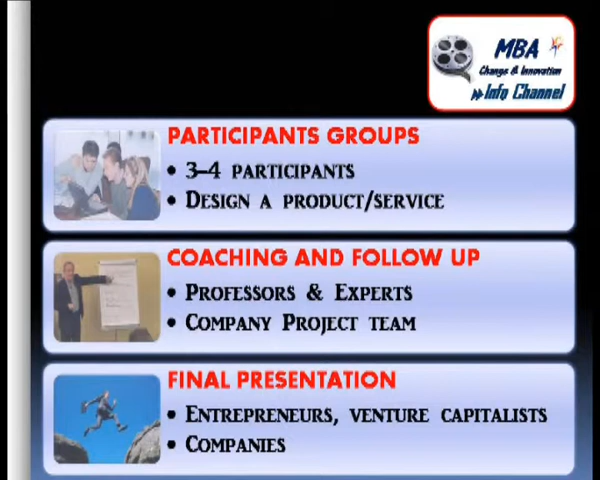 MBA
Change & Innovation
Info Channel
PARTICIPANTS GROUPS
• 3–4 PARTICIPANTS
• DESIGN A PRODUCT/SERVICE
COACHING AND FOLLOW UP
• PROFESSORS & EXPERTS
• COMPANY PROJECT TEAM
FINAL PRESENTATION
• ENTREPRENEURS, VENTURE CAPITALISTS
• COMPANIES